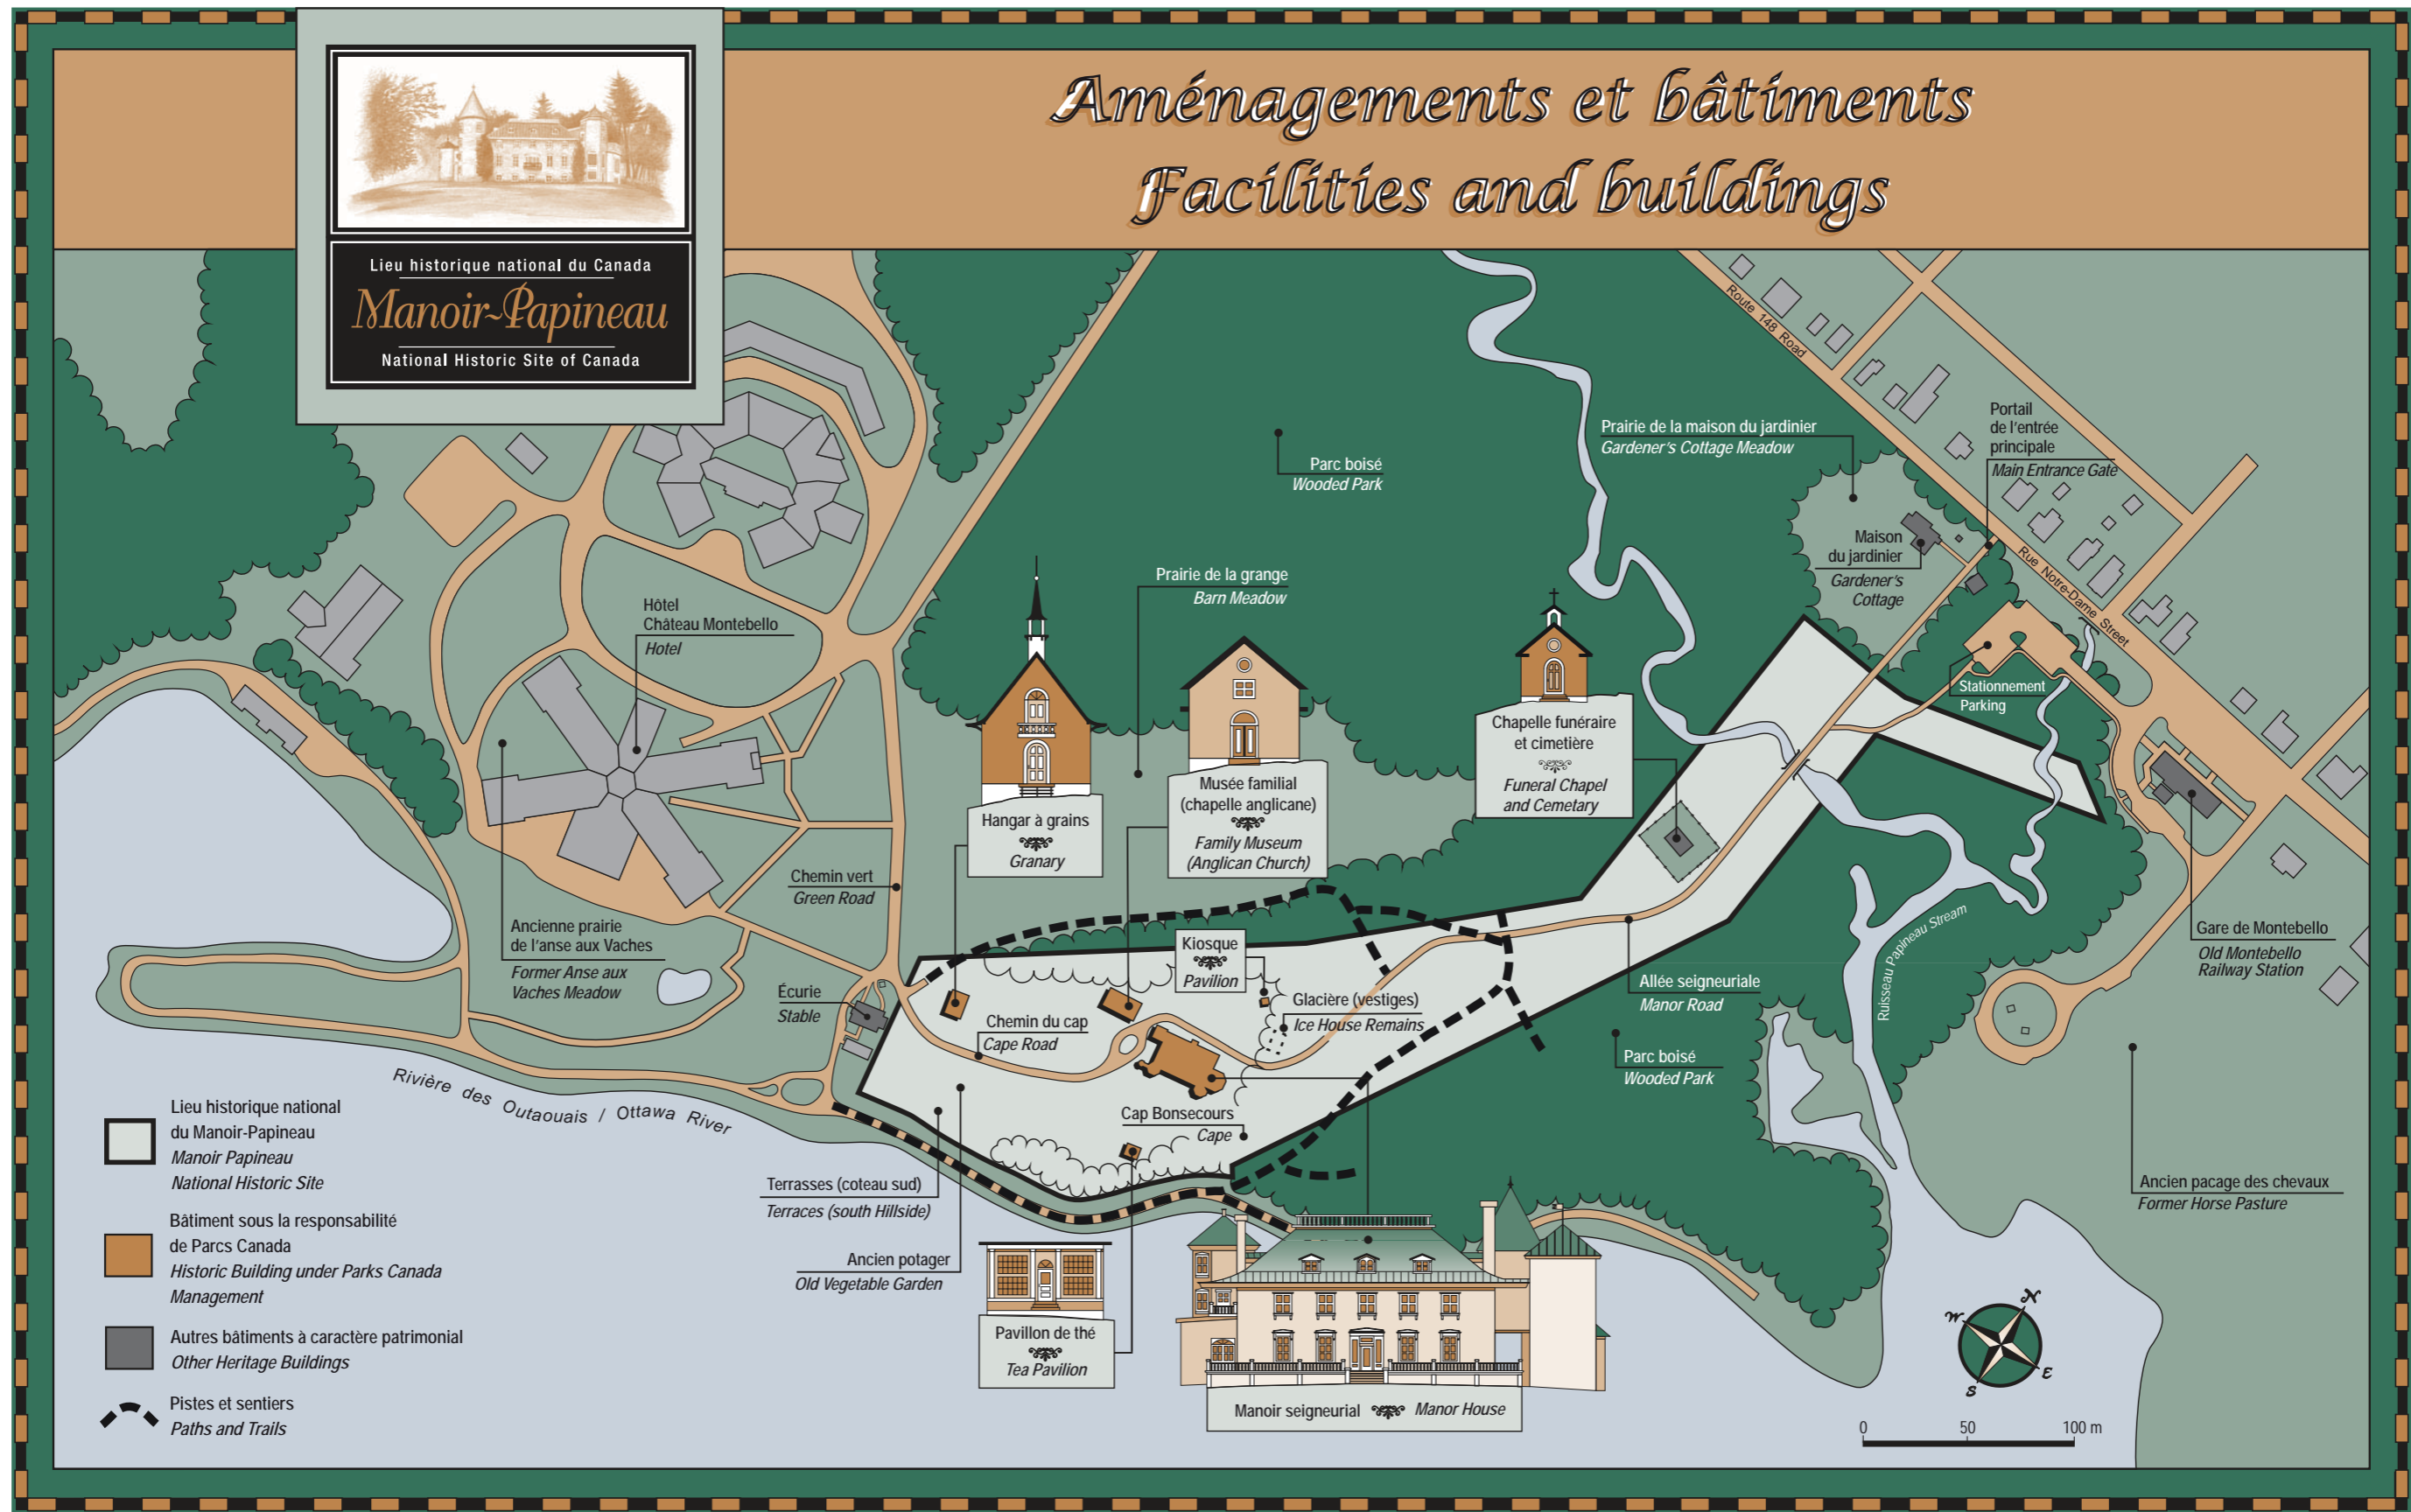 Aménagements et bâtiments
Facilities and buildings
Lieu historique national du Canada
Manoir-Papineau
National Historic Site of Canada
Route 148 Road
Portail
de l'entrée
principale
Main Entrance Gate
Prairie de la maison du jardinier
Gardener's Cottage Meadow
Parc boisé
Wooded Park
Maison
du jardinier
Gardener's
Cottage
Rue Notre-Dame Street
Prairie de la grange
Barn Meadow
Hôtel
Château Montebello
Hotel
Stationnement
Parking
Chapelle funéraire
et cimetière
Funeral Chapel
and Cemetary
Musée familial
(chapelle anglicane)
Family Museum
(Anglican Church)
Hangar à grains
Granary
Chemin vert
Green Road
Ancienne prairie
de l'anse aux Vaches
Former Anse aux
Vaches Meadow
Kiosque
Pavilion
Gare de Montebello
Old Montebello
Railway Station
Ruisseau Papineau Stream
Allée seigneuriale
Manor Road
Écurie
Stable
Glacière (vestiges)
Ice House Remains
Chemin du cap
Cape Road
Parc boisé
Wooded Park
Rivière des Outaouais / Ottawa River
Cap Bonsecours
Cape
Lieu historique national
du Manoir-Papineau
Manoir Papineau
National Historic Site
Terrasses (coteau sud)
Terraces (south Hillside)
Ancien pacage des chevaux
Former Horse Pasture
Bâtiment sous la responsabilité
de Parcs Canada
Historic Building under Parks Canada
Management
Ancien potager
Old Vegetable Garden
Autres bâtiments à caractère patrimonial
Other Heritage Buildings
Pavillon de thé
Tea Pavilion
Pistes et sentiers
Paths and Trails
Manoir seigneurial Manor House
N
W
E
S
0 50 100 m